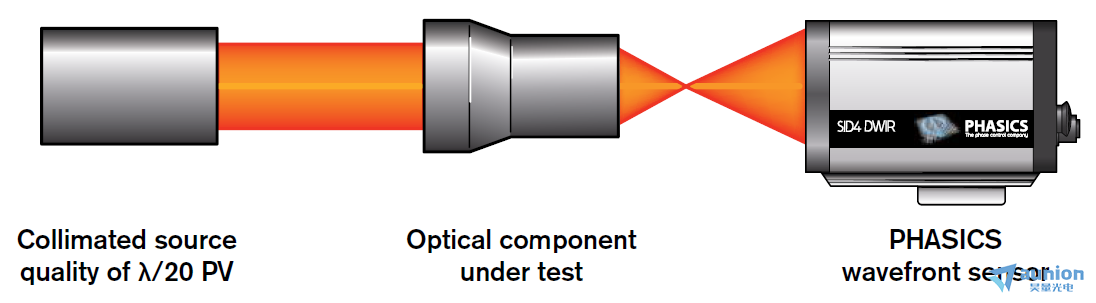 SID4 DWIR
PHASICS
The phase control company
Collimated source
quality of λ/20 PV
Optical component
under test
PHASICS
wavefront sensor
aunion
昊量光电